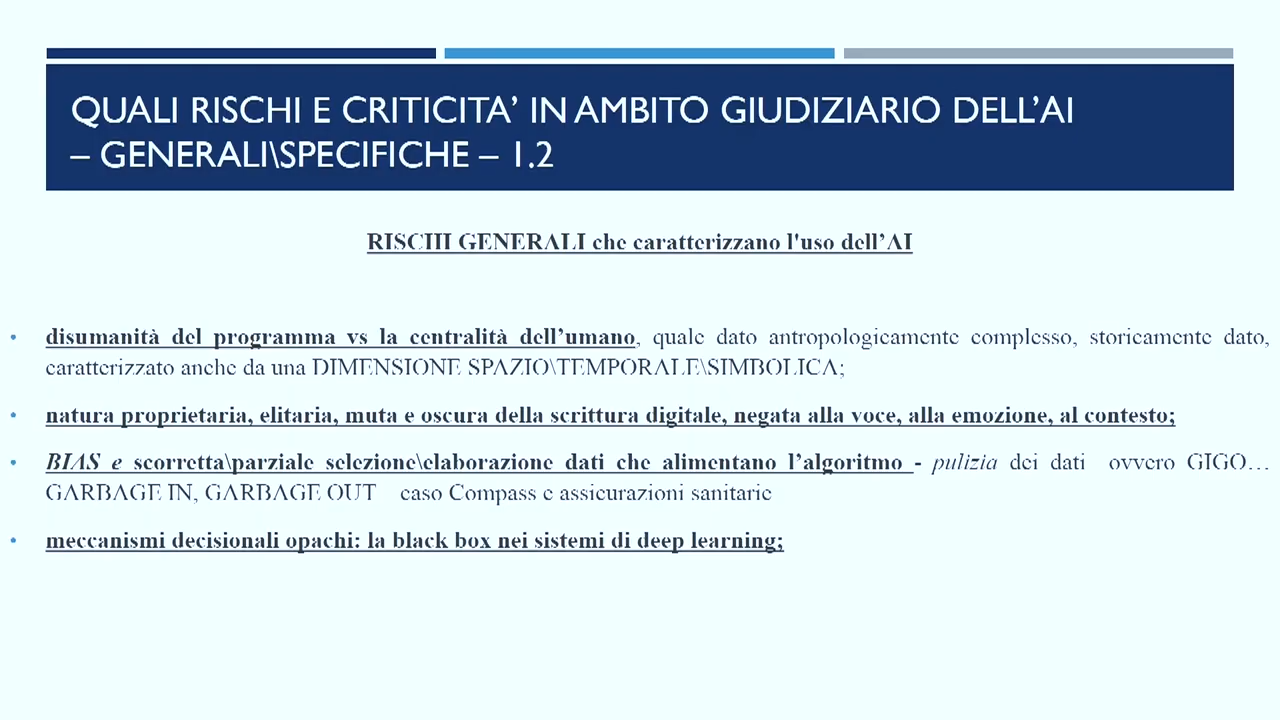 QUALI RISCHI E CRITICITA’ IN AMBITO GIUDIZIARIO DELL’AI
– GENERALI\SPECIFICHE – 1.2
RISCHI GENERALI che caratterizzano l'uso dell’AI
• disumanità del programma vs la centralità dell’umano, quale dato antropologicamente complesso, storicamente dato,
caratterizzato anche da una DIMENSIONE SPAZIO\TEMPORALE\SIMBOLICA;
• natura proprietaria, elitaria, muta e oscura della scrittura digitale, negata alla voce, alla emozione, al contesto;
• BIAS e scorretta\parziale selezione\elaborazione dati che alimentano l’algoritmo - pulizia dei dati ovvero GIGO…
GARBAGE IN, GARBAGE OUT caso Compass e assicurazioni sanitarie
• meccanismi decisionali opachi: la black box nei sistemi di deep learning;